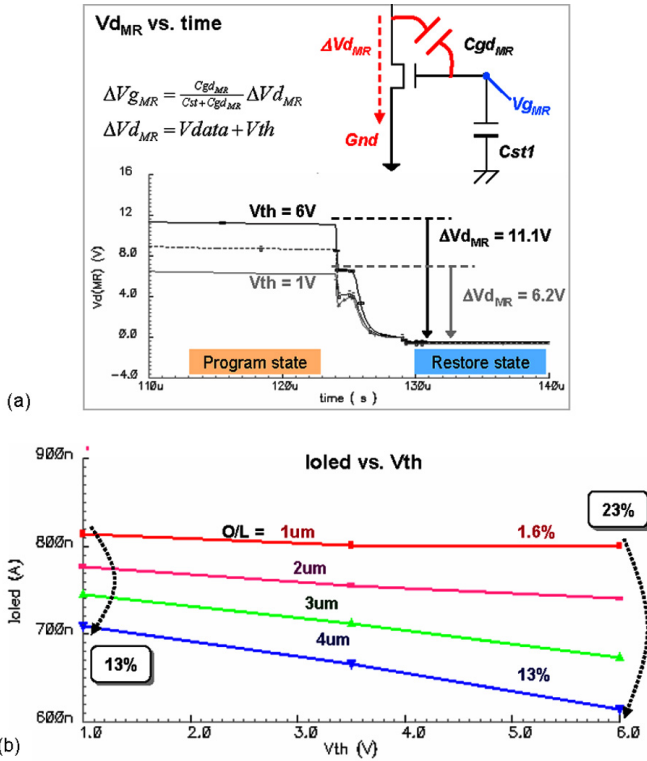 Vd_MR vs. time
ΔVd_MR
Cgd_MR
ΔVg_MR = Cgd_MR / Cst+Cgd_MR ΔVd_MR
Vg_MR
ΔVd_MR = Vdata + Vth
Gnd
Cst1
16
12
8.0
4.0
0.0
-4.0
Vd(MR) (V)
Vth = 6V
ΔVd_MR = 11.1V
Vth = 1V
ΔVd_MR = 6.2V
Program state
Restore state
110u
120u
130u
140u
time ( s )
(a)
Ioled vs. Vth
900n
800n
700n
600n
Ioled (A)
O/L =
1um
1.6%
23%
2um
3um
4um
13%
13%
1.0
2.0
3.0
4.0
5.0
6.0
Vth (V)
(b)